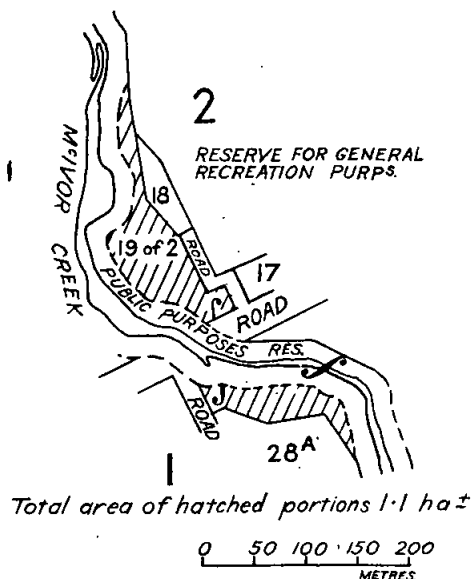 2
RESERVE FOR GENERAL
RECREATION PURPS.
McIVOR CREEK
18
19 of 2
ROAD
17
ROAD
PUBLIC PURPOSES RES.
ROAD
28A
Total area of hatched portions 1·1 ha ±
0 50 100 150 200
METRES